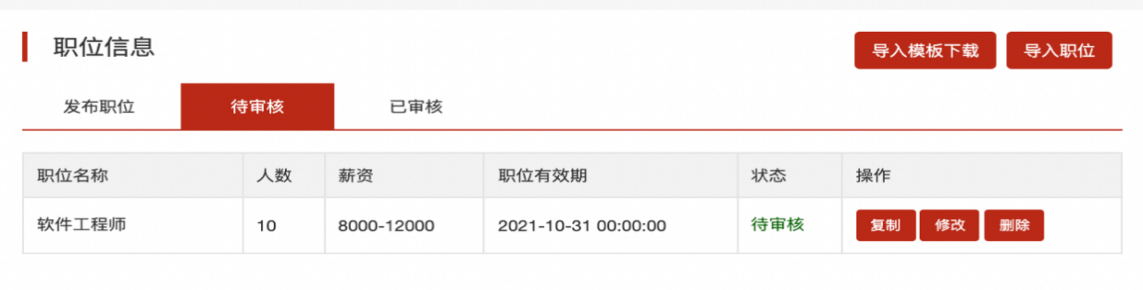 职位信息 导入模板下载 导入职位
发布职位 待审核 已审核
职位名称 人数 薪资 职位有效期 状态 操作
软件工程师 10 8000-12000 2021-10-31 00:00:00 待审核 复制 修改 删除